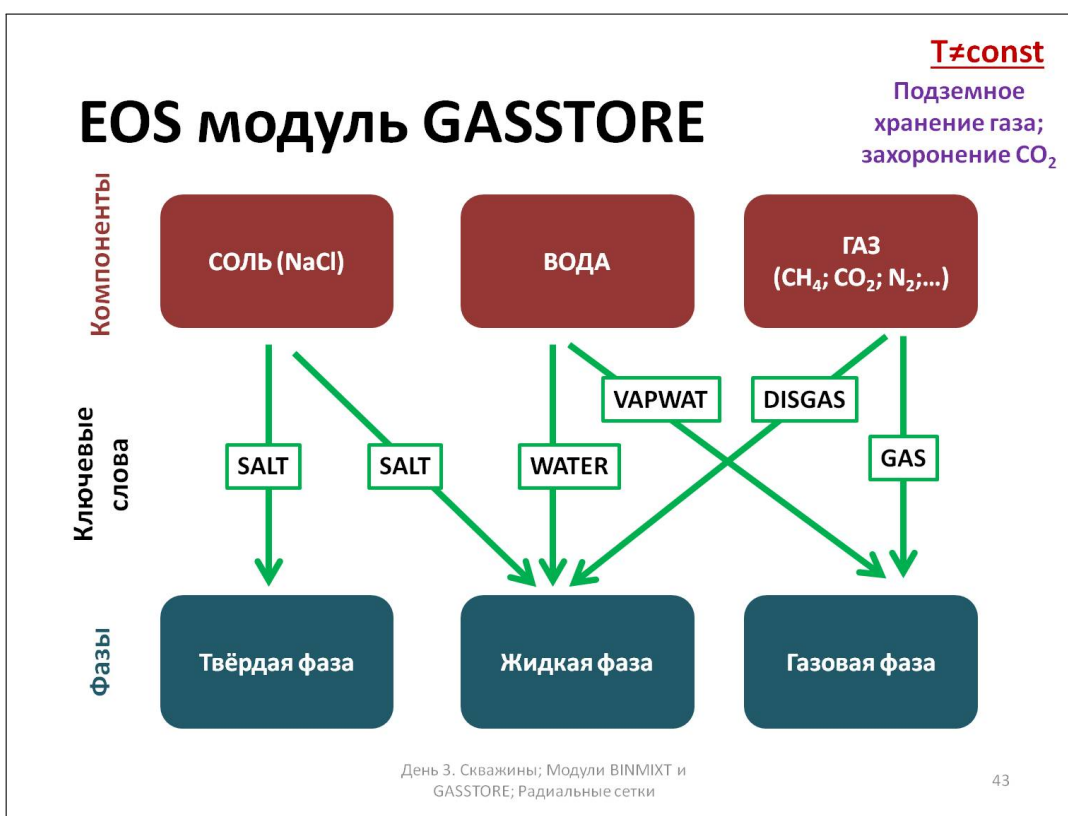 T≠const
Подземное
хранение газа;
захоронение CO₂
EOS модуль GASSTORE
Компоненты
СОЛЬ (NaCl)
ВОДА
ГАЗ
(CH₄; CO₂; N₂;...)
Ключевые
слова
VAPWAT
DISGAS
SALT
SALT
WATER
GAS
Фазы
Твёрдая фаза
Жидкая фаза
Газовая фаза
День 3. Скважины; Модули BINMIXT и
GASSTORE; Радиальные сетки
43